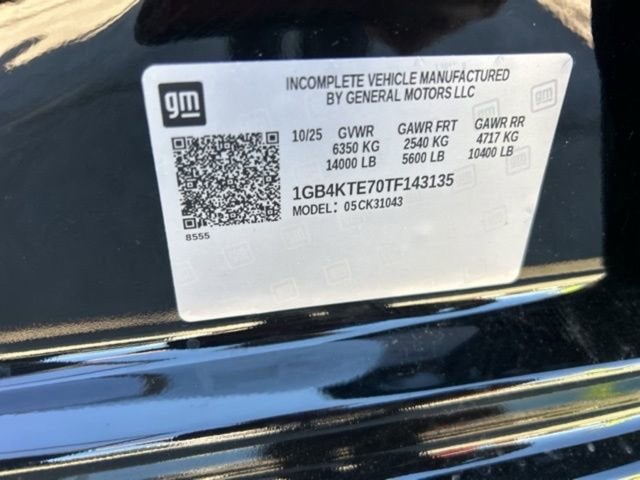 gm
INCOMPLETE VEHICLE MANUFACTURED
BY GENERAL MOTORS LLC
10/25 GVWR GAWR FRT GAWR RR
6350 KG 2540 KG 4717 KG
14000 LB 5600 LB 10400 LB
1GB4KTE70TF143135
MODEL: 05CK31043
8555